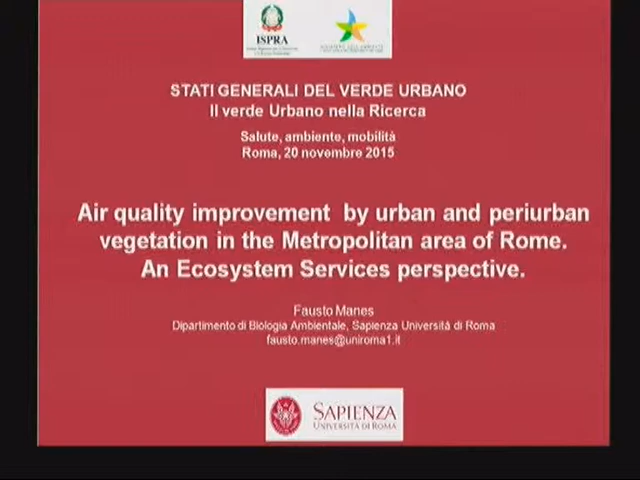 ISPRA
STATI GENERALI DEL VERDE URBANO
Il verde Urbano nella Ricerca
Salute, ambiente, mobilità
Roma, 20 novembre 2015
Air quality improvement by urban and periurban
vegetation in the Metropolitan area of Rome.
An Ecosystem Services perspective.
Fausto Manes
Dipartimento di Biologia Ambientale, Sapienza Università di Roma
fausto.manes@uniroma1.it
SAPIENZA
UNIVERSITÀ DI ROMA